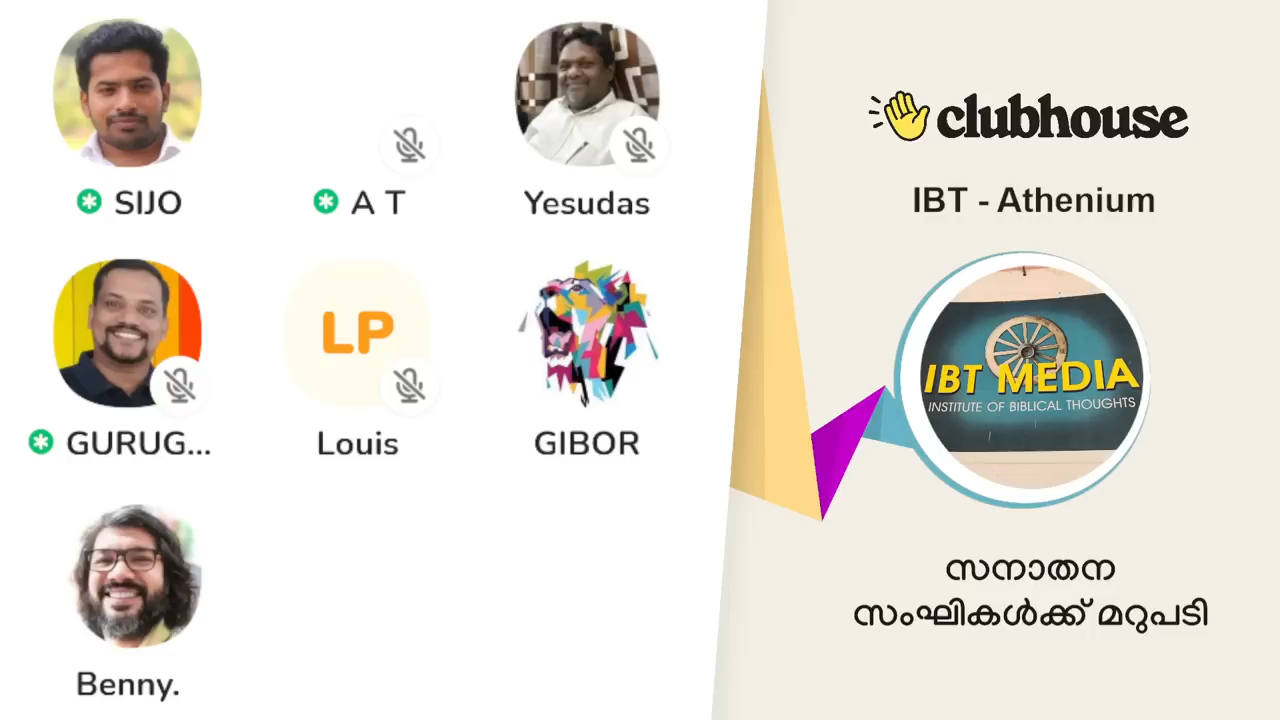 SIJO
A T
Yesudas
GURUG...
LP
Louis
GIBOR
Benny.
clubhouse
IBT - Athenium
IBT MEDIA
INSTITUTE OF BIBLICAL THOUGHTS
സനാതന
സംഘികൾക്ക് മറുപടി